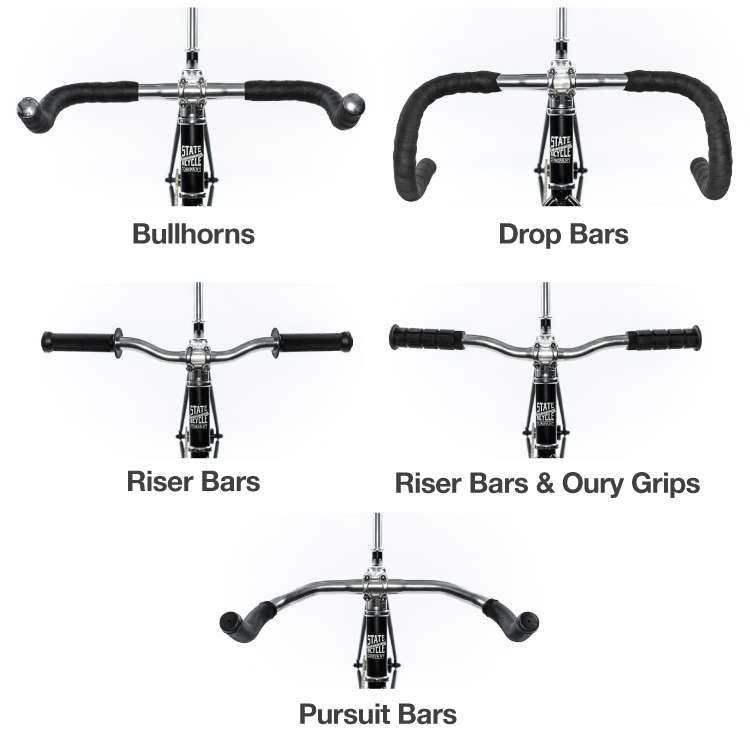 STATE
BICYCLE
COMPANY
STATE
BICYCLE
COMPANY
Bullhorns
Drop Bars
STATE
BICYCLE
COMPANY
STATE
BICYCLE
COMPANY
Riser Bars
Riser Bars & Oury Grips
STATE
BICYCLE
COMPANY
Pursuit Bars